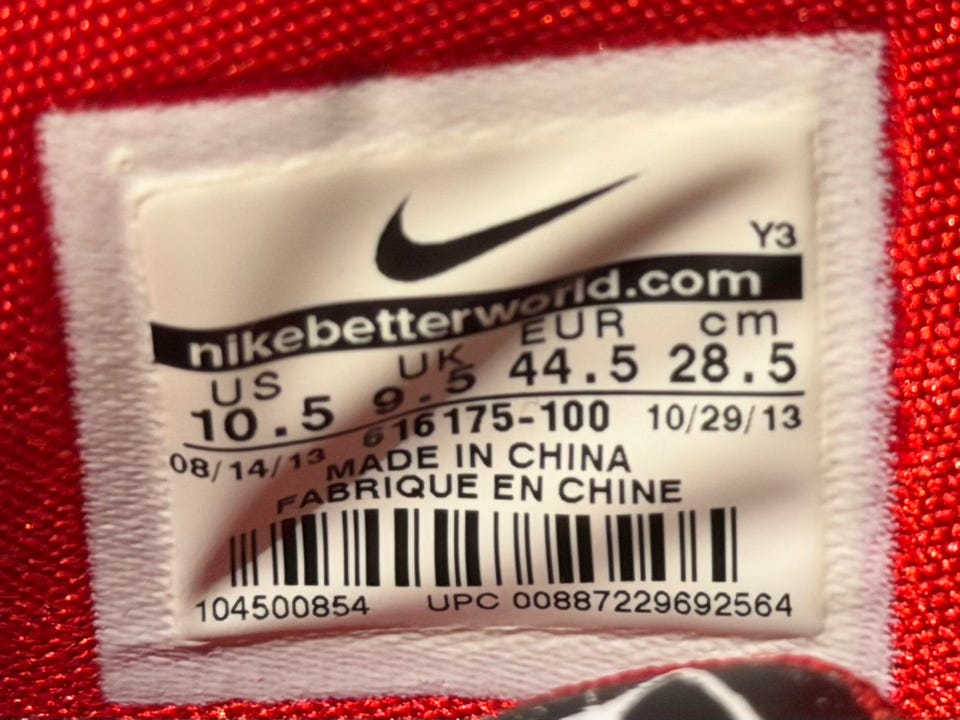 Y3
nikebetterworld.com
US UK EUR cm
10.5 9.5 44.5 28.5
08/14/13 616175-100 10/29/13
MADE IN CHINA
FABRIQUE EN CHINE
104500854 UPC 00887229692564